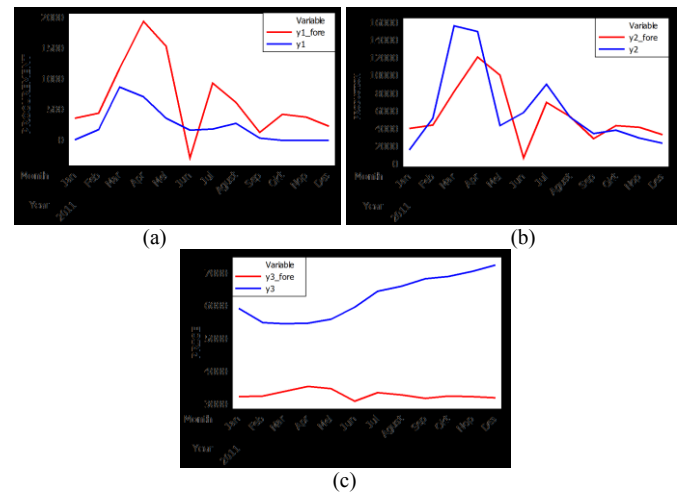 Variable
y1_fore
y1
2000
1500
1000
500
0
Month Jan Feb Mar Apr Mei Jun Jul Agust Sep Okt Nop Des
Year 2011
(a)
Variable
y2_fore
y2
16000
14000
12000
10000
8000
6000
4000
2000
0
Month Jan Feb Mar Apr Mei Jun Jul Agust Sep Okt Nop Des
Year 2011
(b)
Variable
y3_fore
y3
7000
6000
5000
4000
3000
PRICE
Month Jan Feb Mar Apr Mei Jun Jul Agust Sep Okt Nop Des
Year 2011
(c)